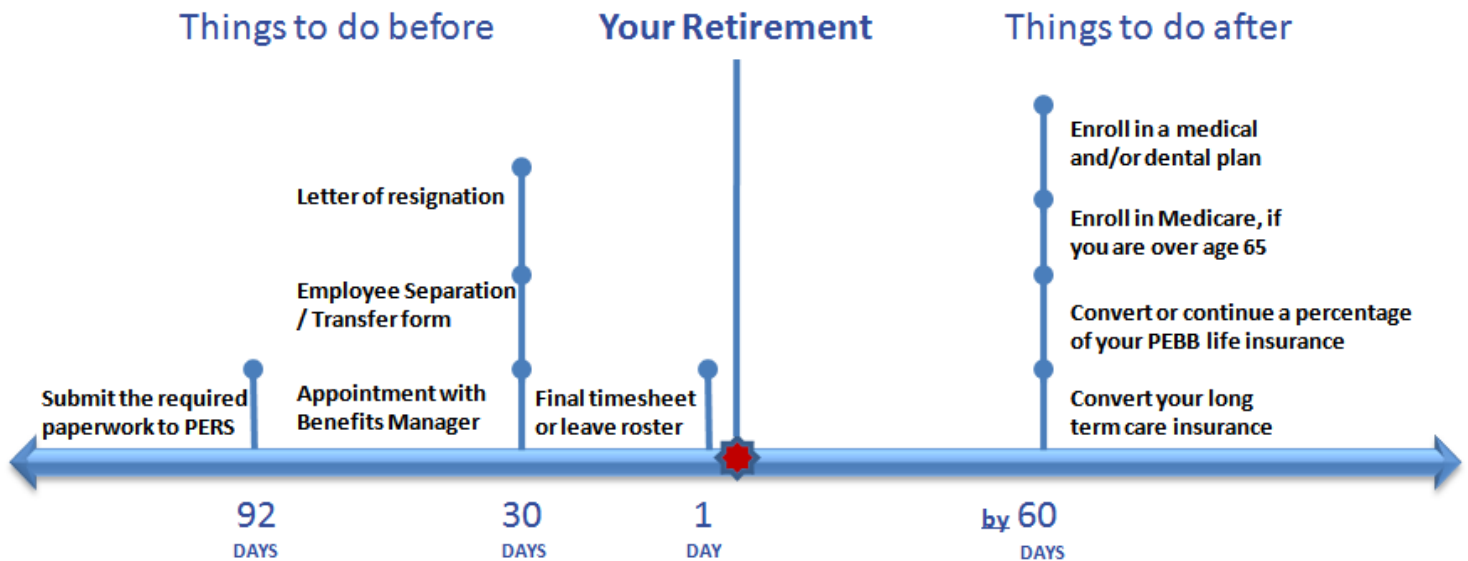 Things to do before
Your Retirement
Things to do after
Submit the required
paperwork to PERS
Letter of resignation
Employee Separation
/ Transfer form
Appointment with
Benefits Manager
Final timesheet
or leave roster
Enroll in a medical
and/or dental plan
Enroll in Medicare, if
you are over age 65
Convert or continue a percentage
of your PEBB life insurance
Convert your long
term care insurance
92
DAYS
30
DAYS
1
DAY
by 60
DAYS